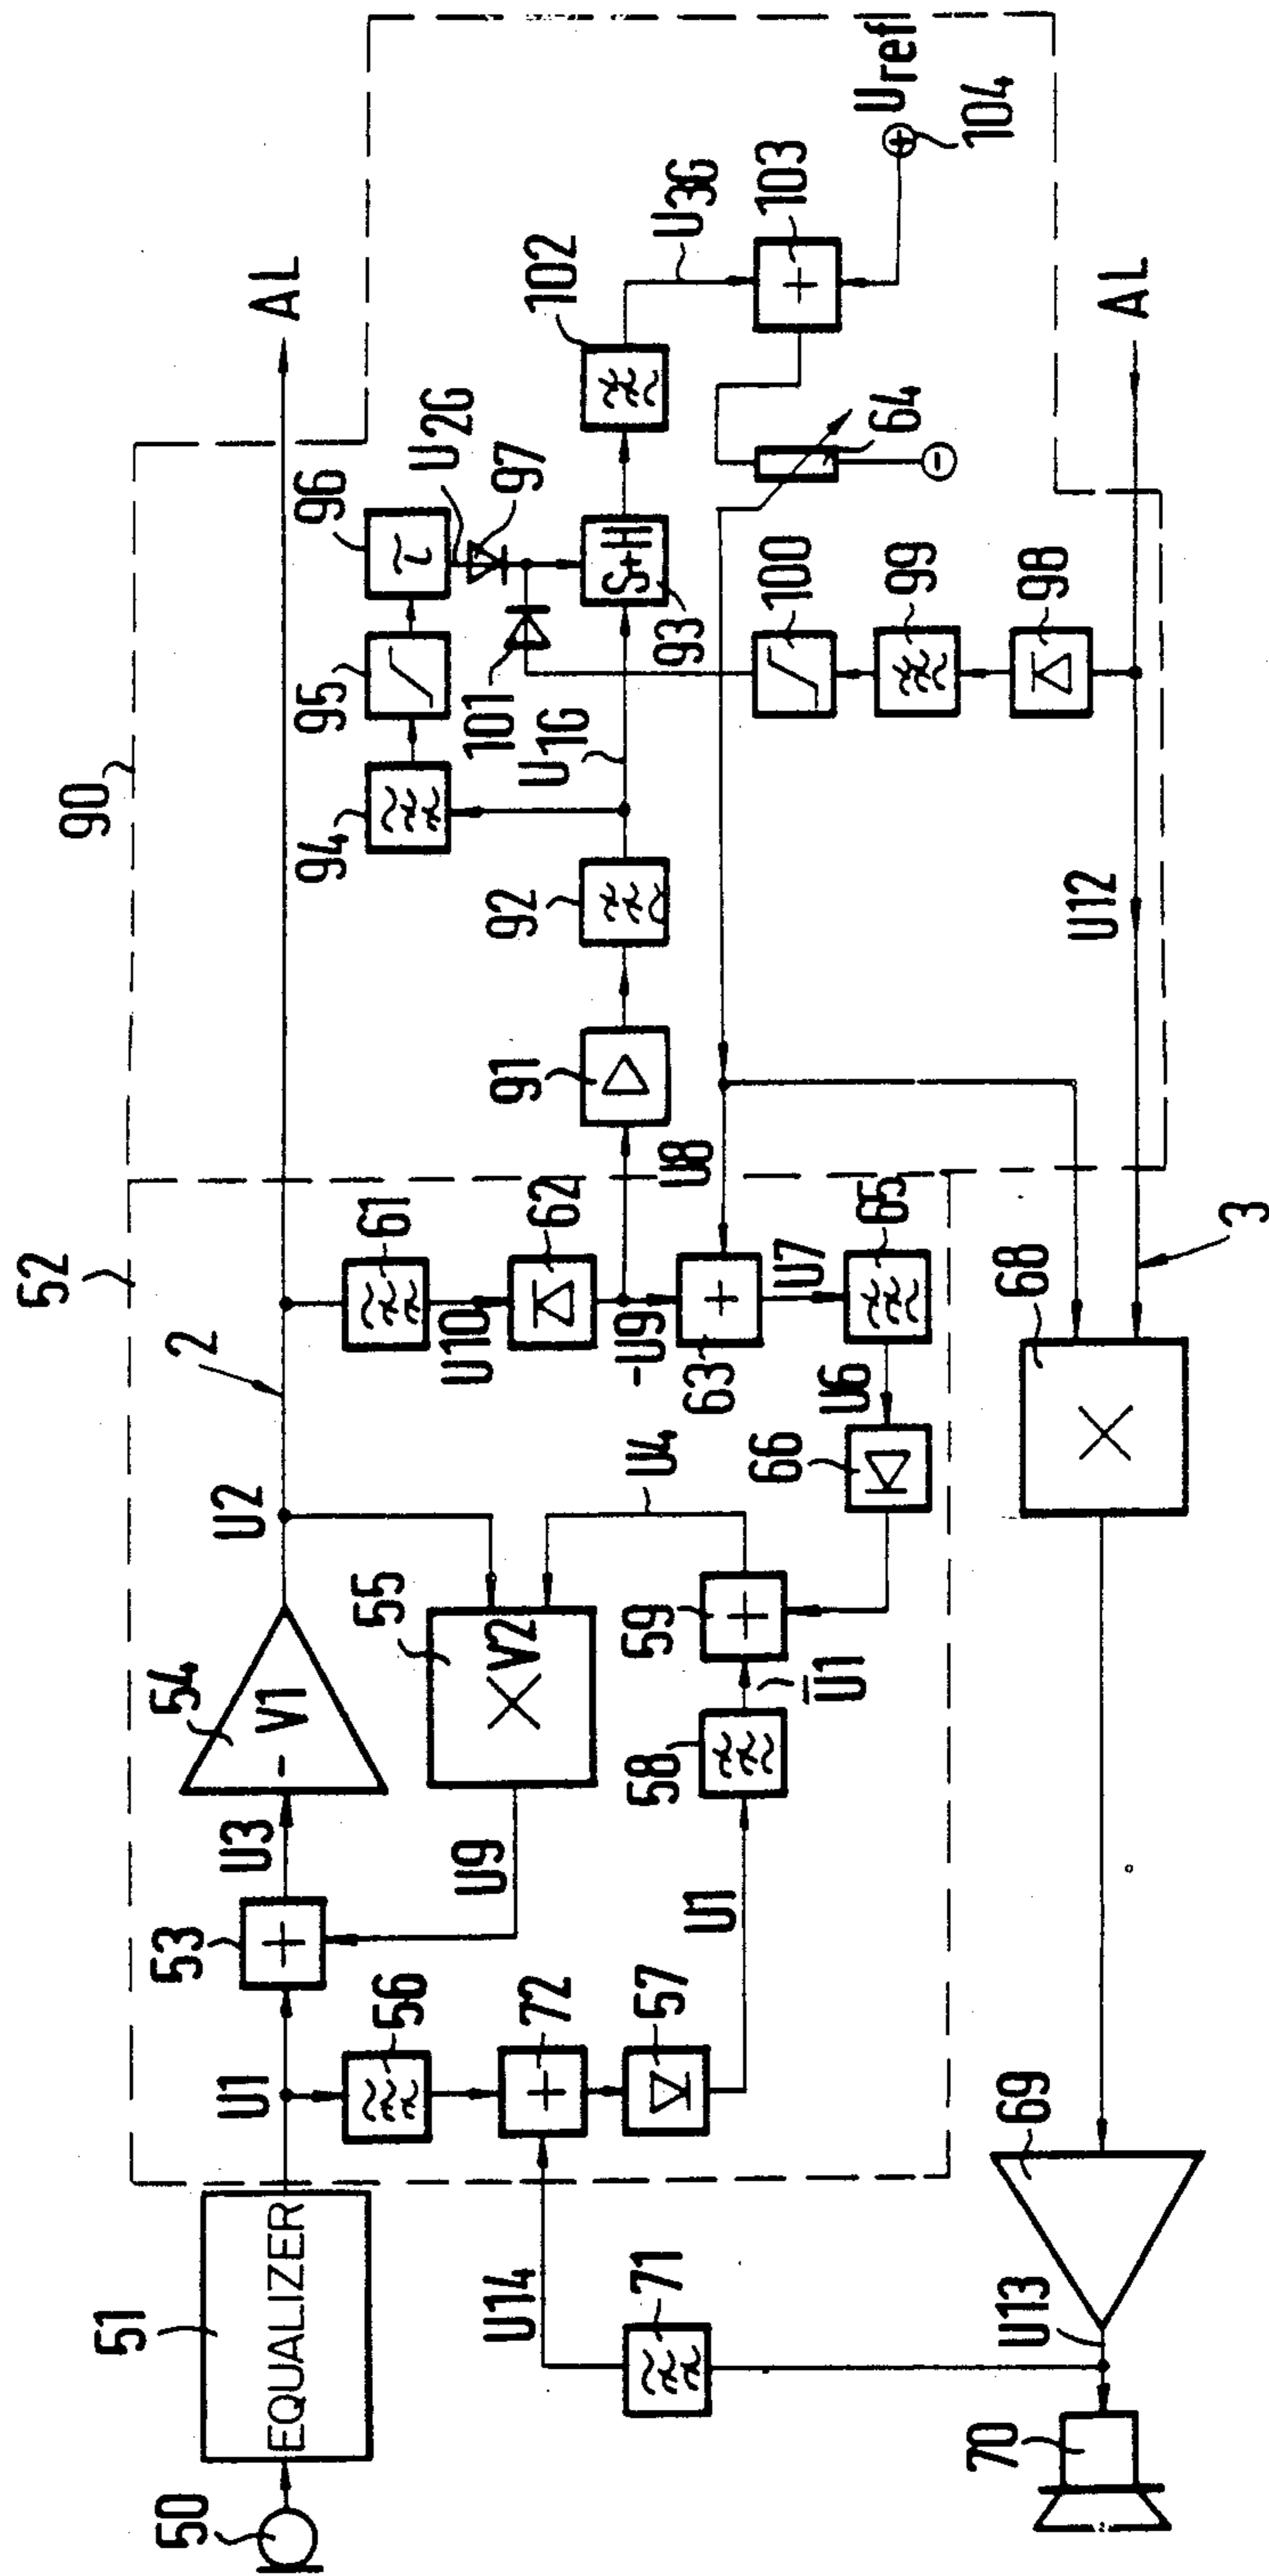 90
52
2
AL
U2
54
- V1
U3
53
+
U1
51
EQUALIZER
50
96
τ
U2G
97
95
94
101
U1G
S+H
93
102
U3G
103
+
Uref
+
104
64
-
100
99
98
AL
92
91
U8
61
U10
62
-U9
63
+
U7
65
U6
66
U4
55
×
V2
U9
59
+
U̅1
58
U1
56
72
+
57
U12
3
68
×
69
U14
71
U13
70